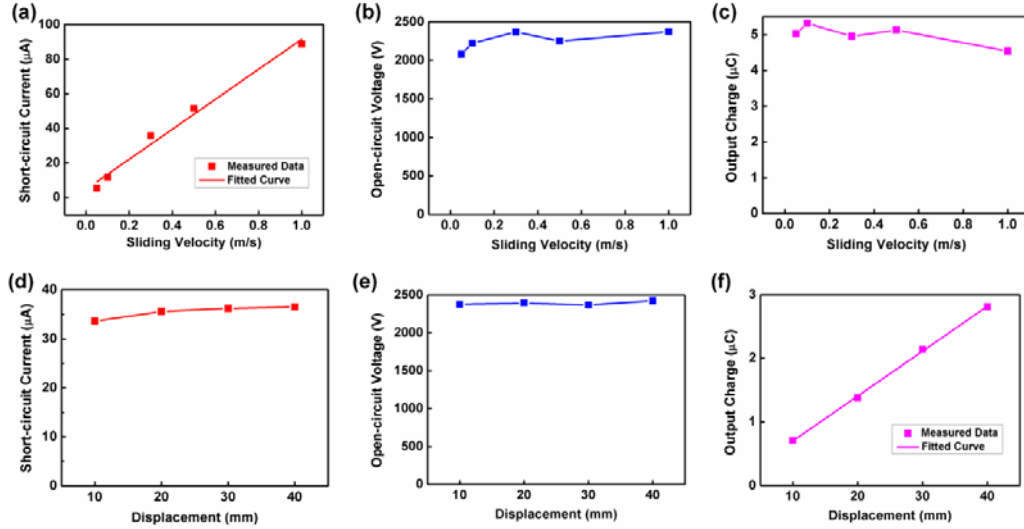 (a)
100
80
60
40
20
0
Short-circuit Current (μA)
Measured Data
Fitted Curve
0.0 0.2 0.4 0.6 0.8 1.0
Sliding Velocity (m/s)
(b)
2500
2000
1500
1000
500
0
Open-circuit Voltage (V)
0.0 0.2 0.4 0.6 0.8 1.0
Sliding Velocity (m/s)
(c)
5
4
3
2
1
0
Output Charge (μC)
0.0 0.2 0.4 0.6 0.8 1.0
Sliding Velocity (m/s)
(d)
40
30
20
10
0
Short-circuit Current (μA)
10 20 30 40
Displacement (mm)
(e)
2500
2000
1500
1000
500
0
Open-circuit Voltage (V)
10 20 30 40
Displacement (mm)
(f)
3
2
1
0
Output Charge (μC)
Measured Data
Fitted Curve
10 20 30 40
Displacement (mm)